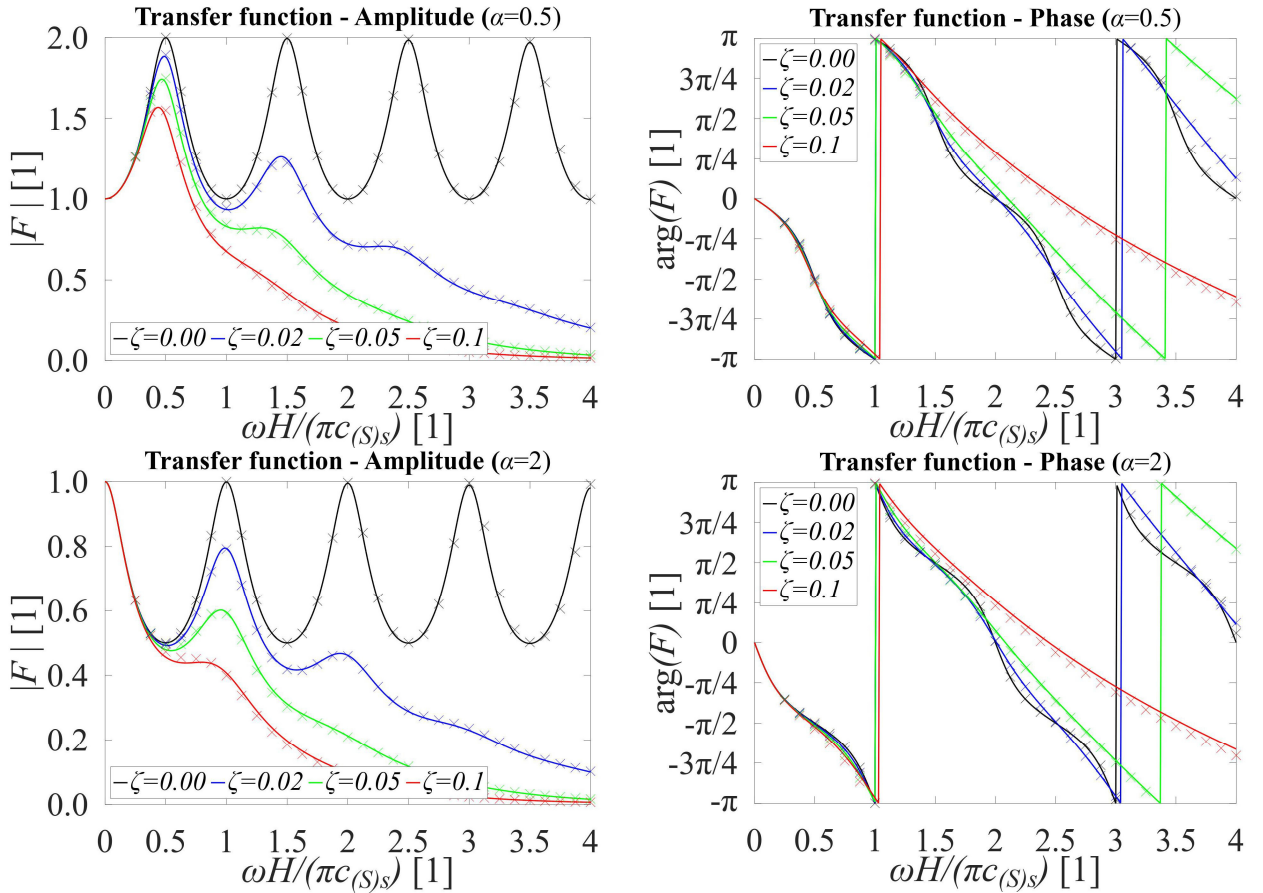 Transfer function - Amplitude (α=0.5)
|F | [1]
2.0
1.5
1.0
0.5
0.0
ζ=0.00 ζ=0.02 ζ=0.05 ζ=0.1
0 0.5 1 1.5 2 2.5 3 3.5 4
ωH/(πc(S)s) [1]
Transfer function - Phase (α=0.5)
arg(F) [1]
π
3π/4
π/2
π/4
0
-π/4
-π/2
-3π/4
-π
ζ=0.00
ζ=0.02
ζ=0.05
ζ=0.1
0 0.5 1 1.5 2 2.5 3 3.5 4
ωH/(πc(S)s) [1]
Transfer function - Amplitude (α=2)
|F | [1]
1.0
0.8
0.6
0.4
0.2
0.0
ζ=0.00 ζ=0.02 ζ=0.05 ζ=0.1
0 0.5 1 1.5 2 2.5 3 3.5 4
ωH/(πc(S)s) [1]
Transfer function - Phase (α=2)
arg(F) [1]
π
3π/4
π/2
π/4
0
-π/4
-π/2
-3π/4
-π
ζ=0.00
ζ=0.02
ζ=0.05
ζ=0.1
0 0.5 1 1.5 2 2.5 3 3.5 4
ωH/(πc(S)s) [1]